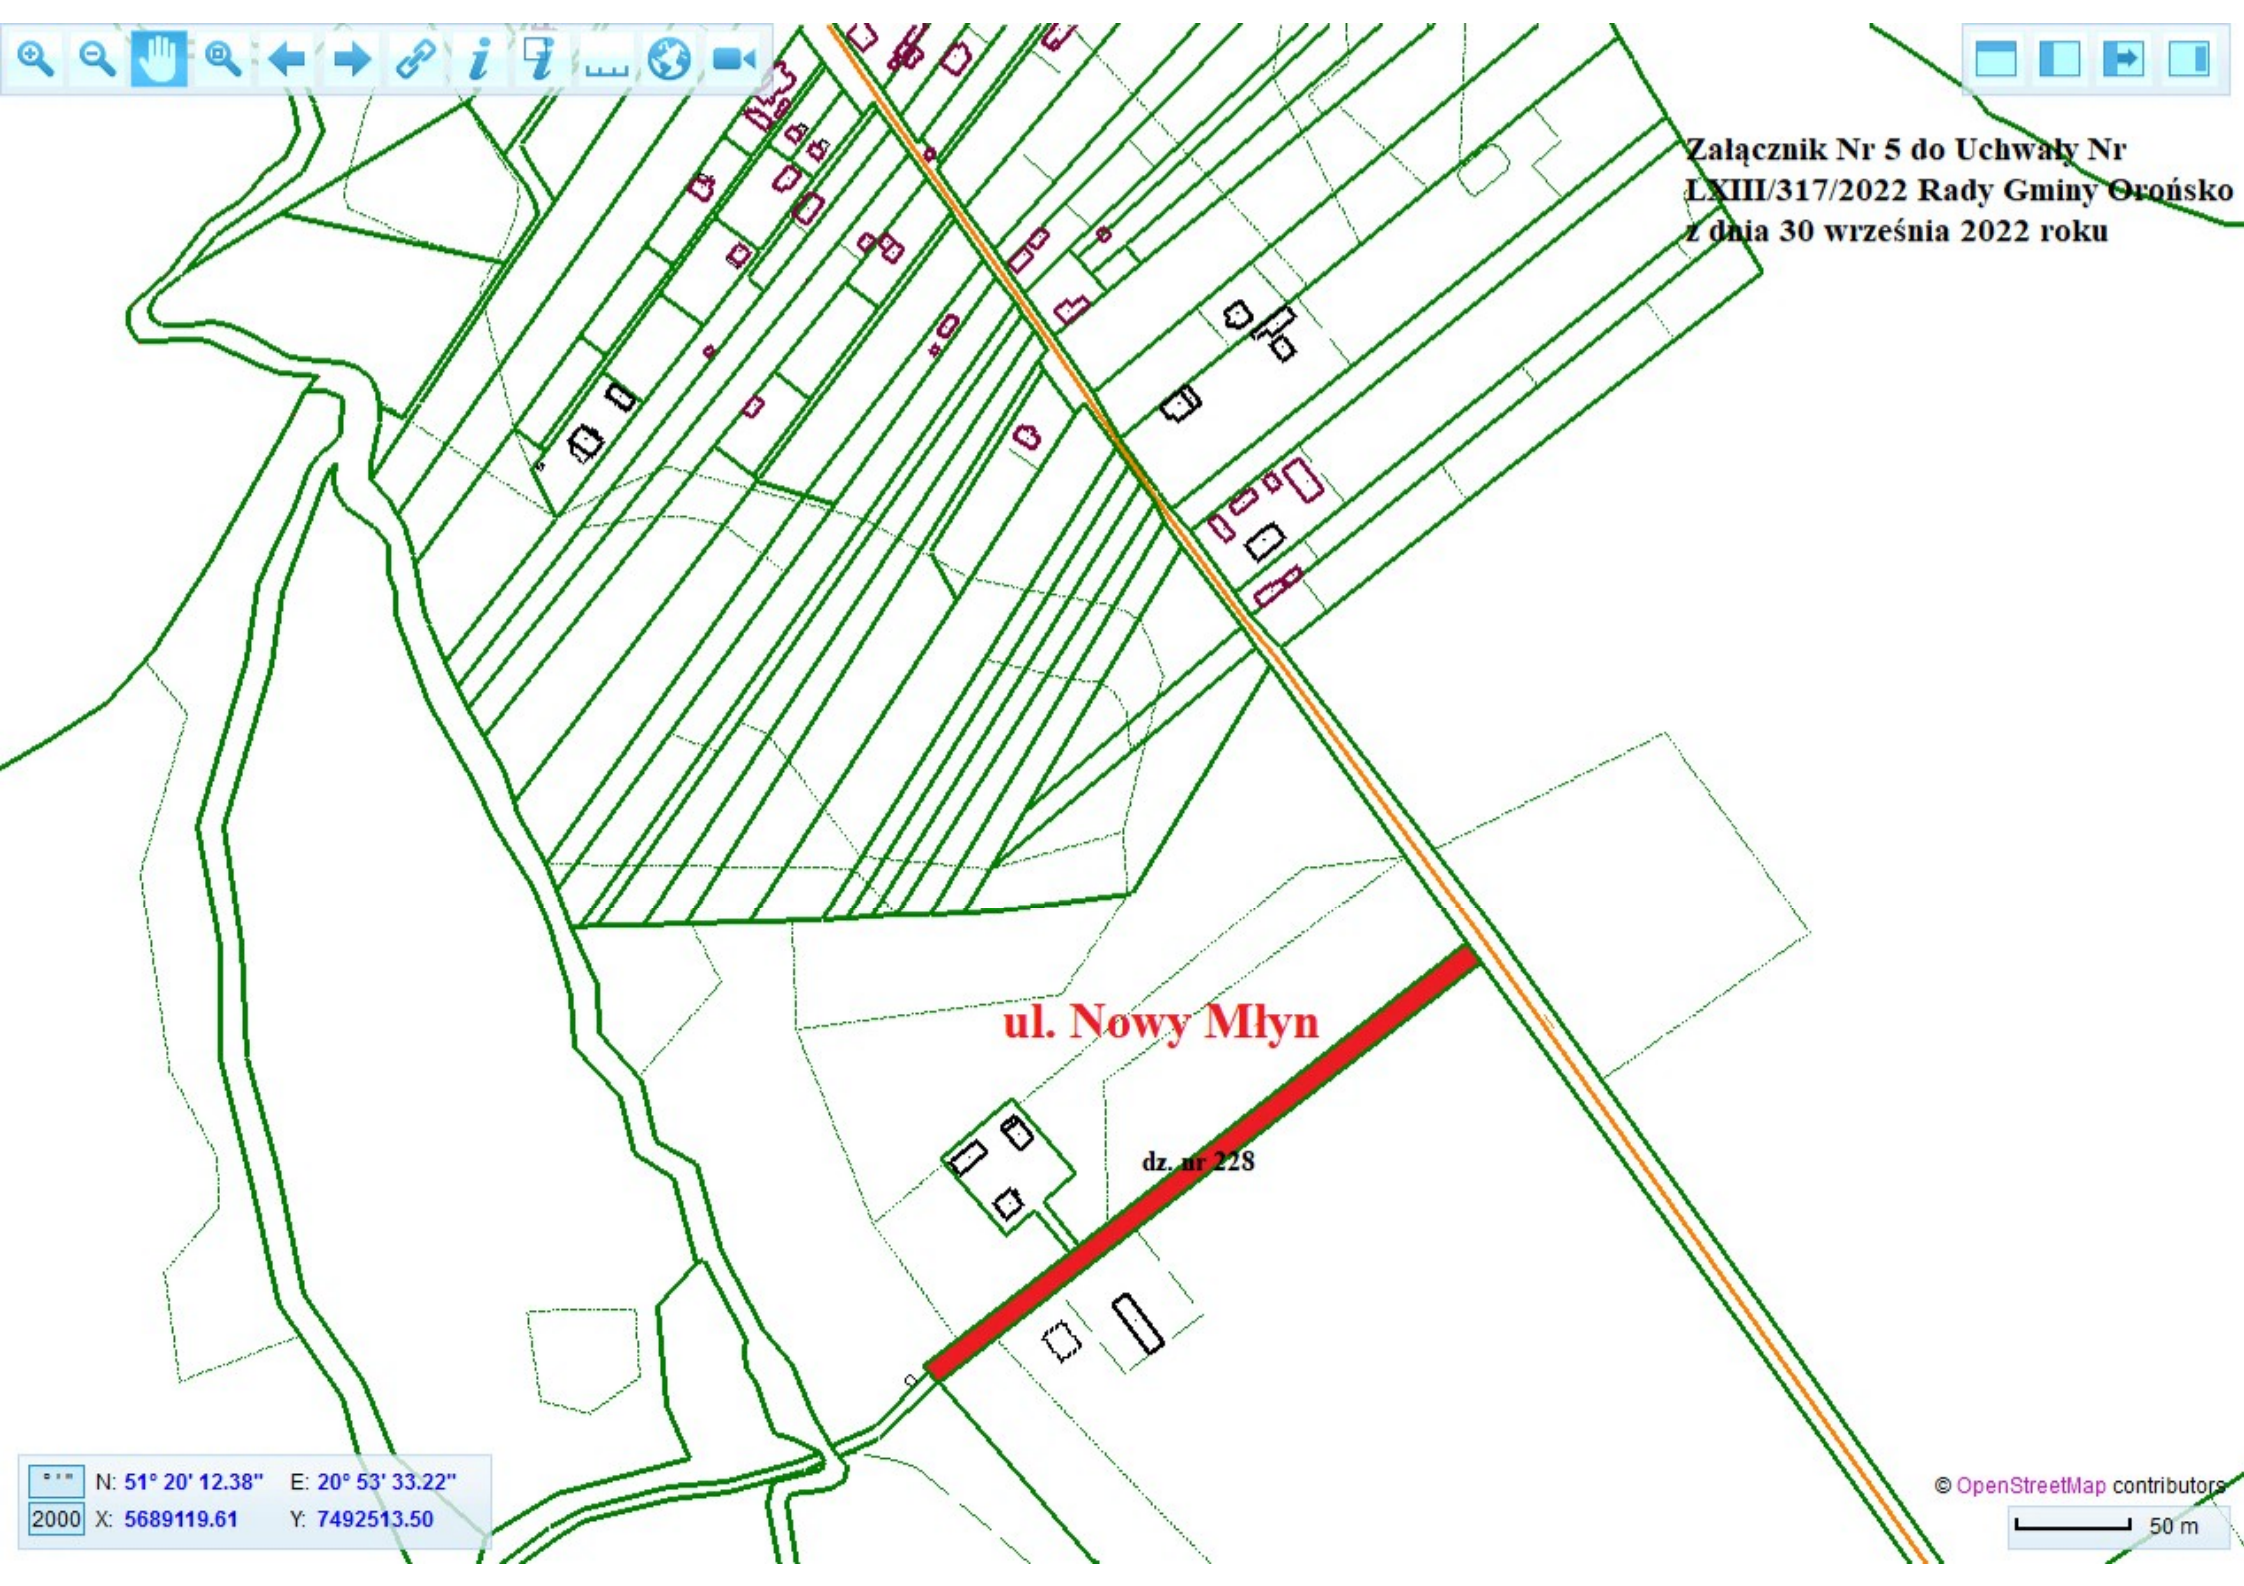 Załącznik Nr 5 do Uchwały Nr
LXIII/317/2022 Rady Gminy Orońsko
z dnia 30 września 2022 roku
ul. Nowy Młyn
dz. nr 228
° ' " N: 51° 20' 12.38" E: 20° 53' 33.22"
2000 X: 5689119.61 Y: 7492513.50
© OpenStreetMap contributors
50 m